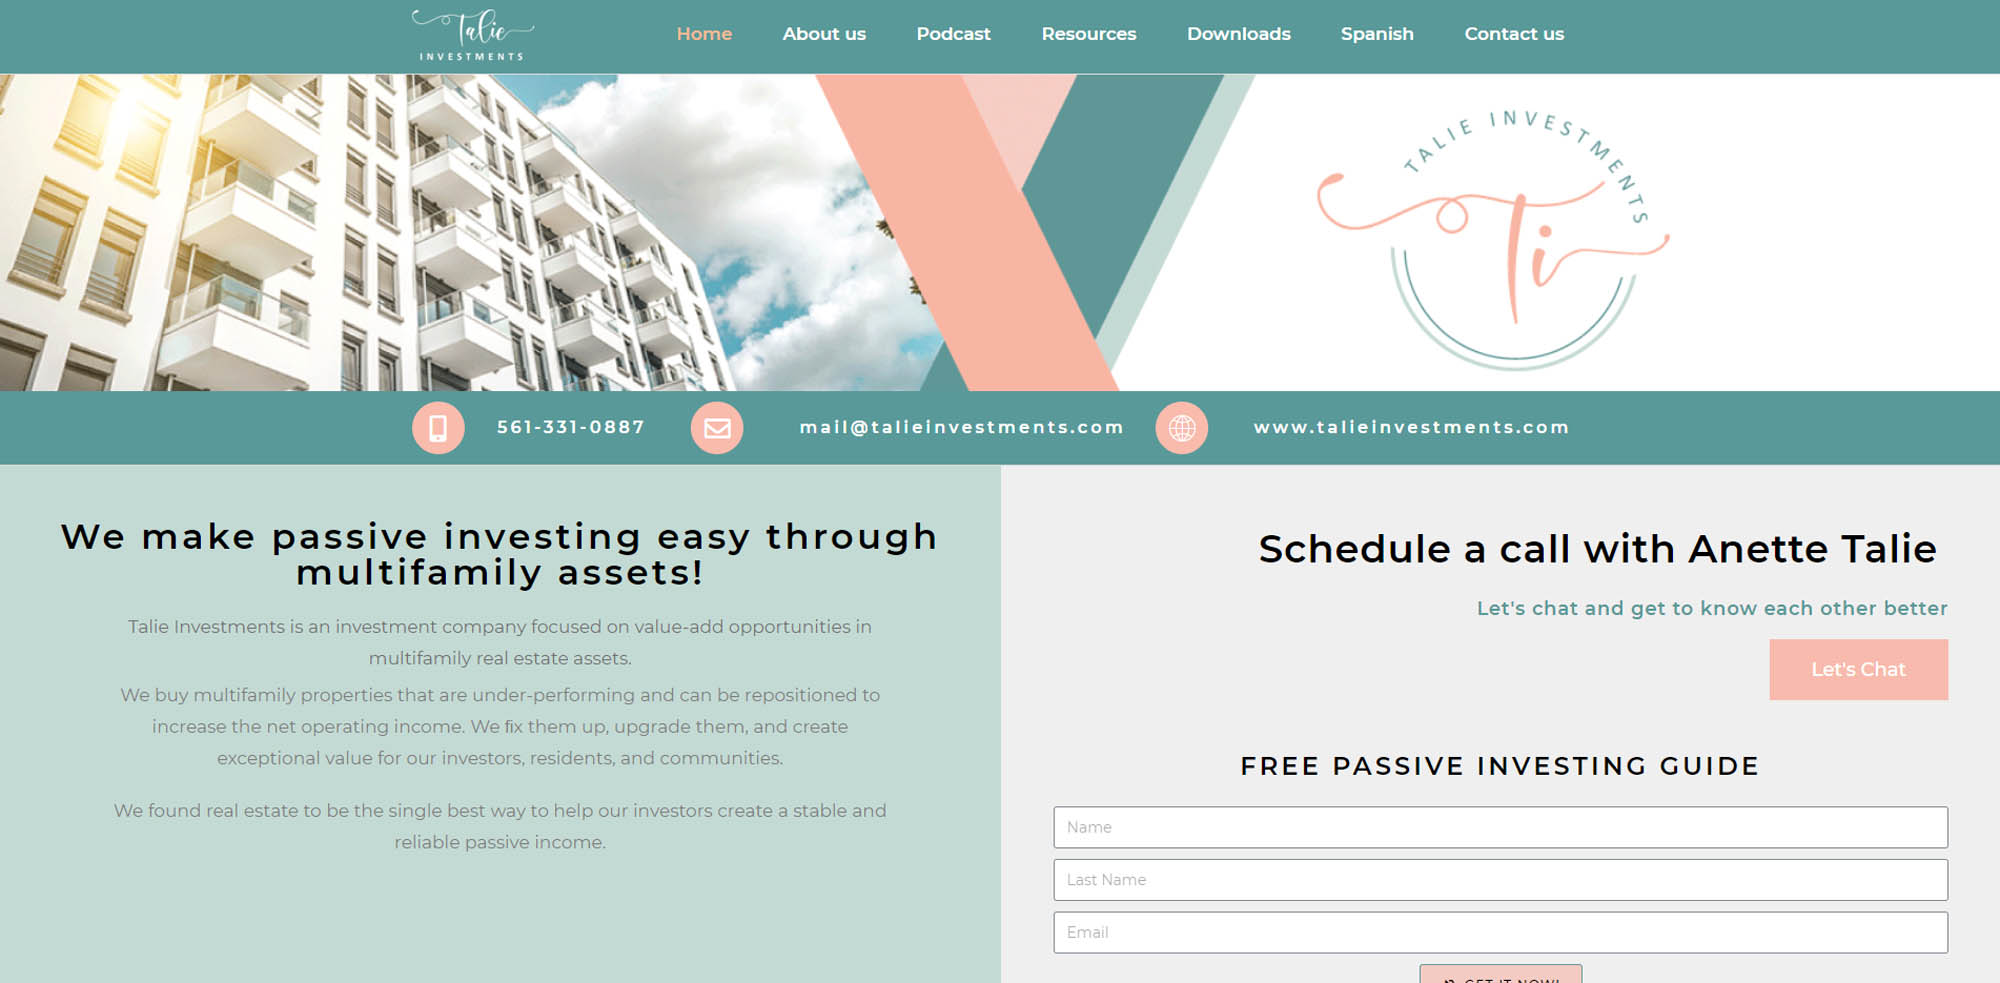 Talie
INVESTMENTS
Home About us Podcast Resources Downloads Spanish Contact us
TALIE INVESTMENTS
Ti
561-331-0887 mail@talieinvestments.com www.talieinvestments.com
We make passive investing easy through
multifamily assets!
Talie Investments is an investment company focused on value-add opportunities in
multifamily real estate assets.
We buy multifamily properties that are under-performing and can be repositioned to
increase the net operating income. We fix them up, upgrade them, and create
exceptional value for our investors, residents, and communities.
We found real estate to be the single best way to help our investors create a stable and
reliable passive income.
Schedule a call with Anette Talie
Let's chat and get to know each other better
Let's Chat
FREE PASSIVE INVESTING GUIDE
Name
Last Name
Email
GET IT NOW!